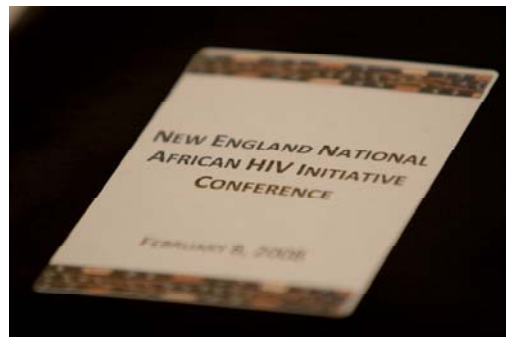 NEW ENGLAND NATIONAL
AFRICAN HIV INITIATIVE
CONFERENCE
FEBRUARY 8, 2008